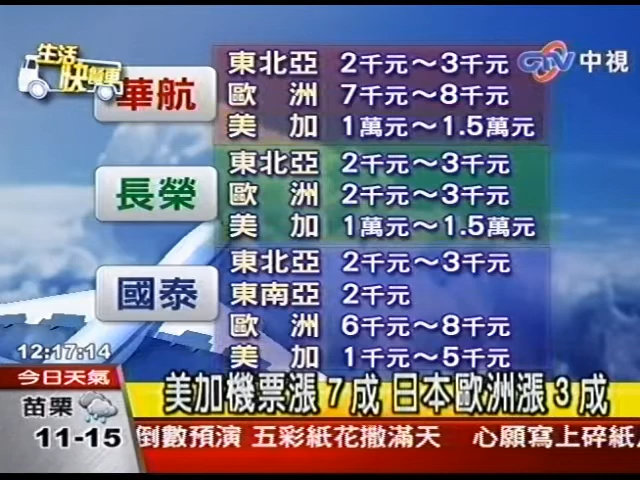 生活
快餐車
CTV 中視
華航
東北亞 2千元～3千元
歐洲 7千元～8千元
美加 1萬元～1.5萬元
長榮
東北亞 2千元～3千元
歐洲 2千元～3千元
美加 1萬元～1.5萬元
國泰
東北亞 2千元～3千元
東南亞 2千元
歐洲 6千元～8千元
美加 1千元～5千元
12:17:14
今日天氣
苗栗
11-15
美加機票漲7成 日本歐洲漲3成
倒數預演 五彩紙花撒滿天 心願寫上碎紙